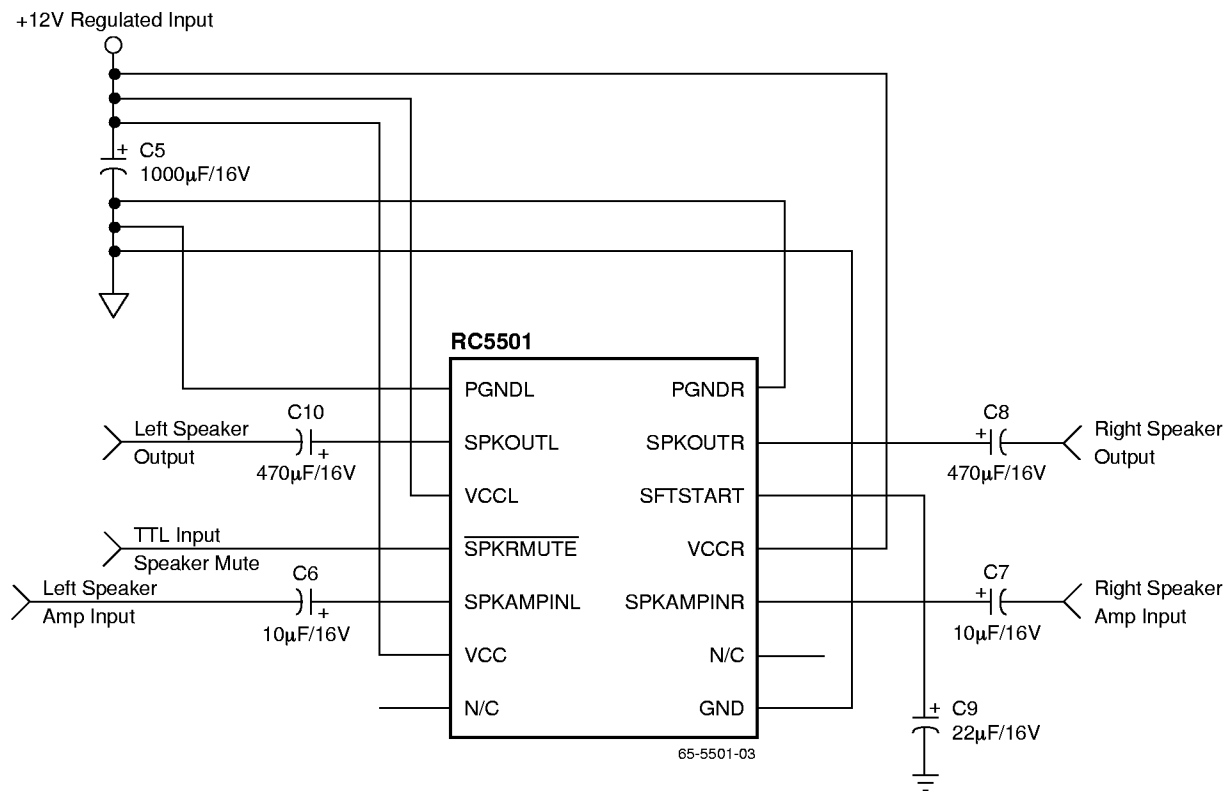 +12V Regulated Input
+ C5
1000µF/16V
RC5501
PGNDL
PGNDR
C10
Left Speaker
Output
+
470µF/16V
SPKOUTL
SPKOUTR
C8
+
470µF/16V
Right Speaker
Output
VCCL
SFTSTART
TTL Input
Speaker Mute
SPKRMUTE
VCCR
Left Speaker
Amp Input
C6
+
10µF/16V
SPKAMPINL
SPKAMPINR
C7
+
10µF/16V
Right Speaker
Amp Input
VCC
N/C
N/C
GND
+ C9
22µF/16V
65-5501-03